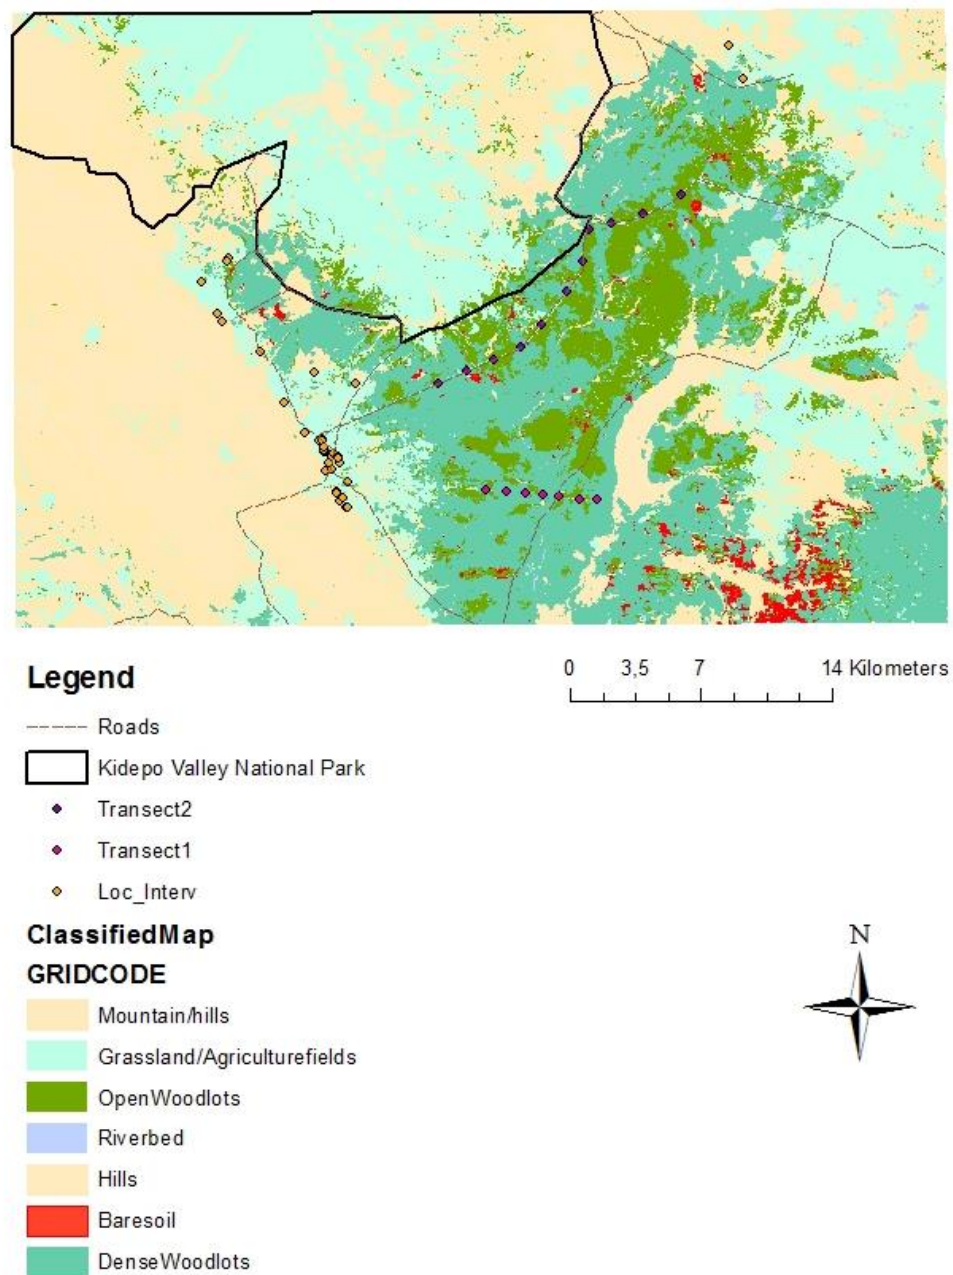 Legend
0 3,5 7 14 Kilometers
Roads
Kidepo Valley National Park
Transect2
Transect1
Loc_Interv
ClassifiedMap
N
GRIDCODE
Mountain/hills
Grassland/Agriculturefields
OpenWoodlots
Riverbed
Hills
Baresoil
DenseWoodlots